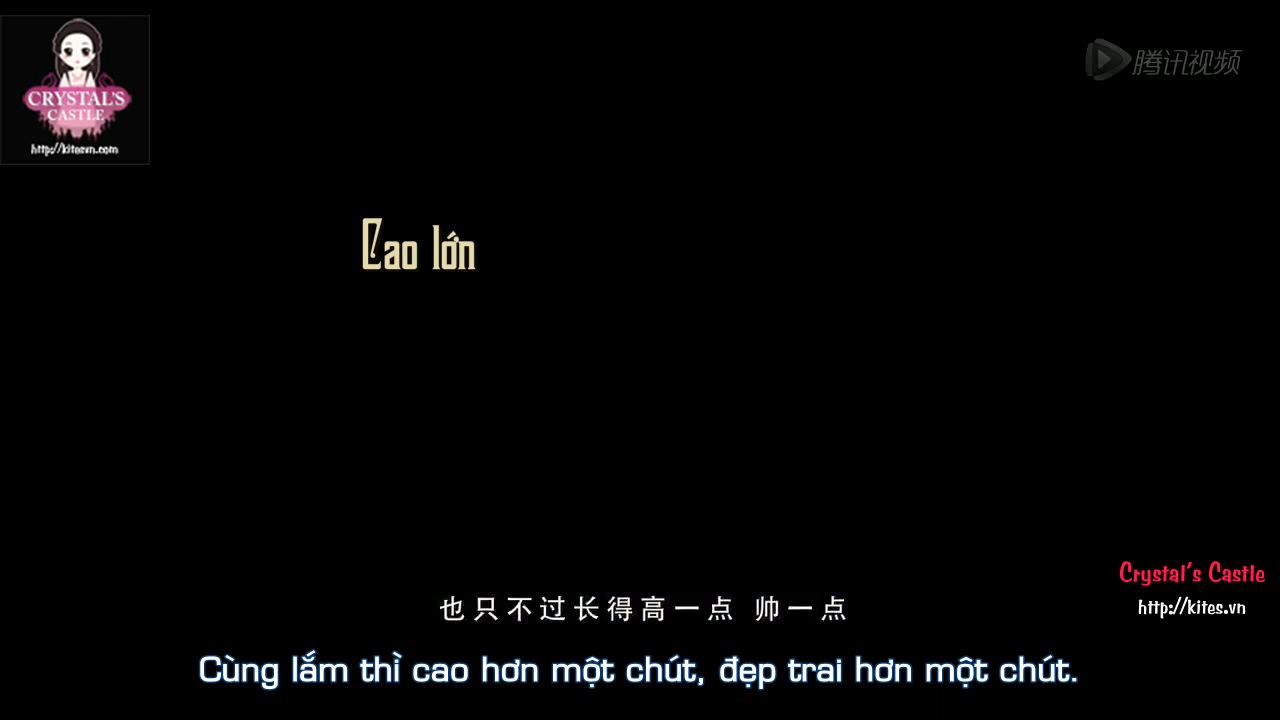 CRYSTAL'S
CASTLE
http://kitesvn.com
腾讯视频
Cao lớn
Crystal's Castle
http://kites.vn
也只不过长得高一点 帅一点
Cùng lắm thì cao hơn một chút, đẹp trai hơn một chút.